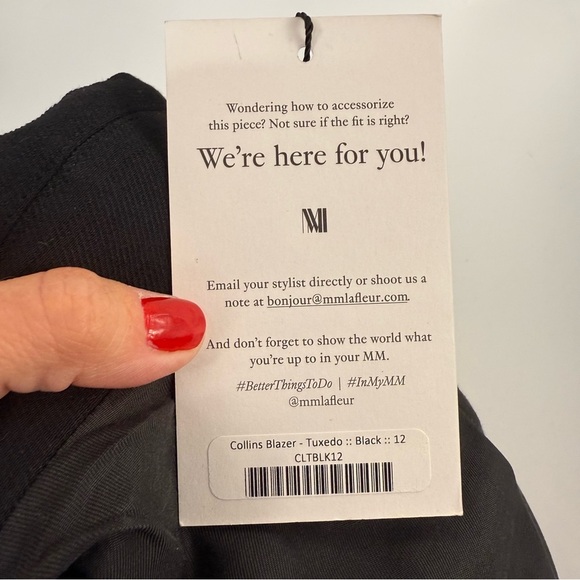 Wondering how to accessorize
this piece? Not sure if the fit is right?
We're here for you!
MM
Email your stylist directly or shoot us a
note at bonjour@mmlafleur.com.
And don't forget to show the world what
you're up to in your MM.
#BetterThingsToDo | #InMyMM
@mmlafleur
Collins Blazer - Tuxedo :: Black :: 12
CLTBLK12